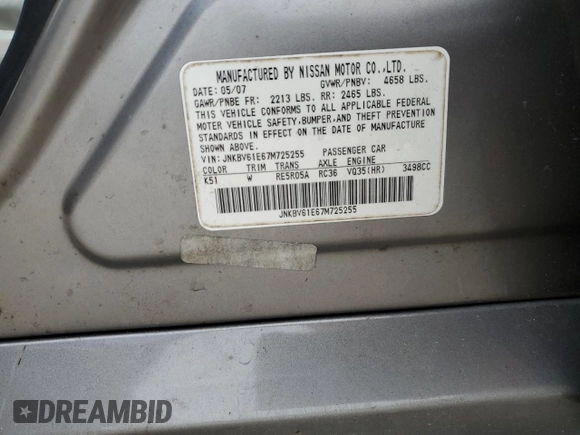 MANUFACTURED BY NISSAN MOTOR CO.,LTD.
DATE: 05/07 GVWR/PNBV: 4658 LBS.
GAWR/PNBE FR: 2213 LBS. RR: 2465 LBS.
THIS VEHICLE CONFORMS TO ALL APPLICABLE FEDERAL
MOTER VEHICLE SAFETY,BUMPER,AND THEFT PREVENTION
STANDARDS IN EFFECT ON THE DATE OF MANUFACTURE
SHOWN ABOVE.
VIN:JNKBV61E67M725255 PASSENGER CAR
COLOR TRIM TRANS AXLE ENGINE
K51 W RE5R05A RC36 VQ35(HR) 3498CC
JNKBV61E67M725255
DREAMBID